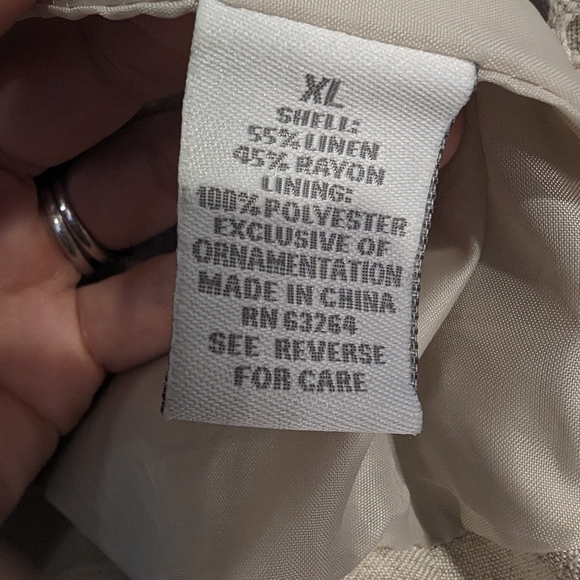 XL
SHELL:
55% LINEN
45% RAYON
LINING:
100% POLYESTER
EXCLUSIVE OF
ORNAMENTATION
MADE IN CHINA
RN 63264
SEE REVERSE
FOR CARE